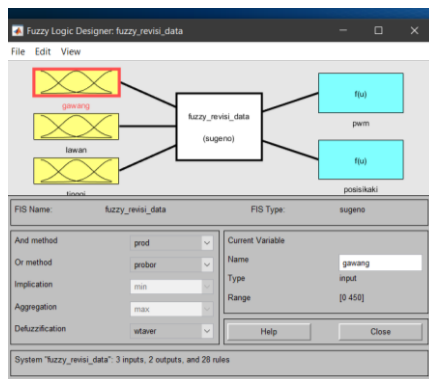 Fuzzy Logic Designer: fuzzy_revisi_data
File Edit View
gawang
lawan
tinggi
fuzzy_revisi_data
(sugeno)
f(u)
pwm
f(u)
posisikaki
FIS Name: fuzzy_revisi_data FIS Type: sugeno
And method prod
Or method probor
Implication min
Aggregation max
Defuzzification wtaver
Current Variable
Name gawang
Type input
Range [0 450]
Help Close
System "fuzzy_revisi_data": 3 inputs, 2 outputs, and 28 rules